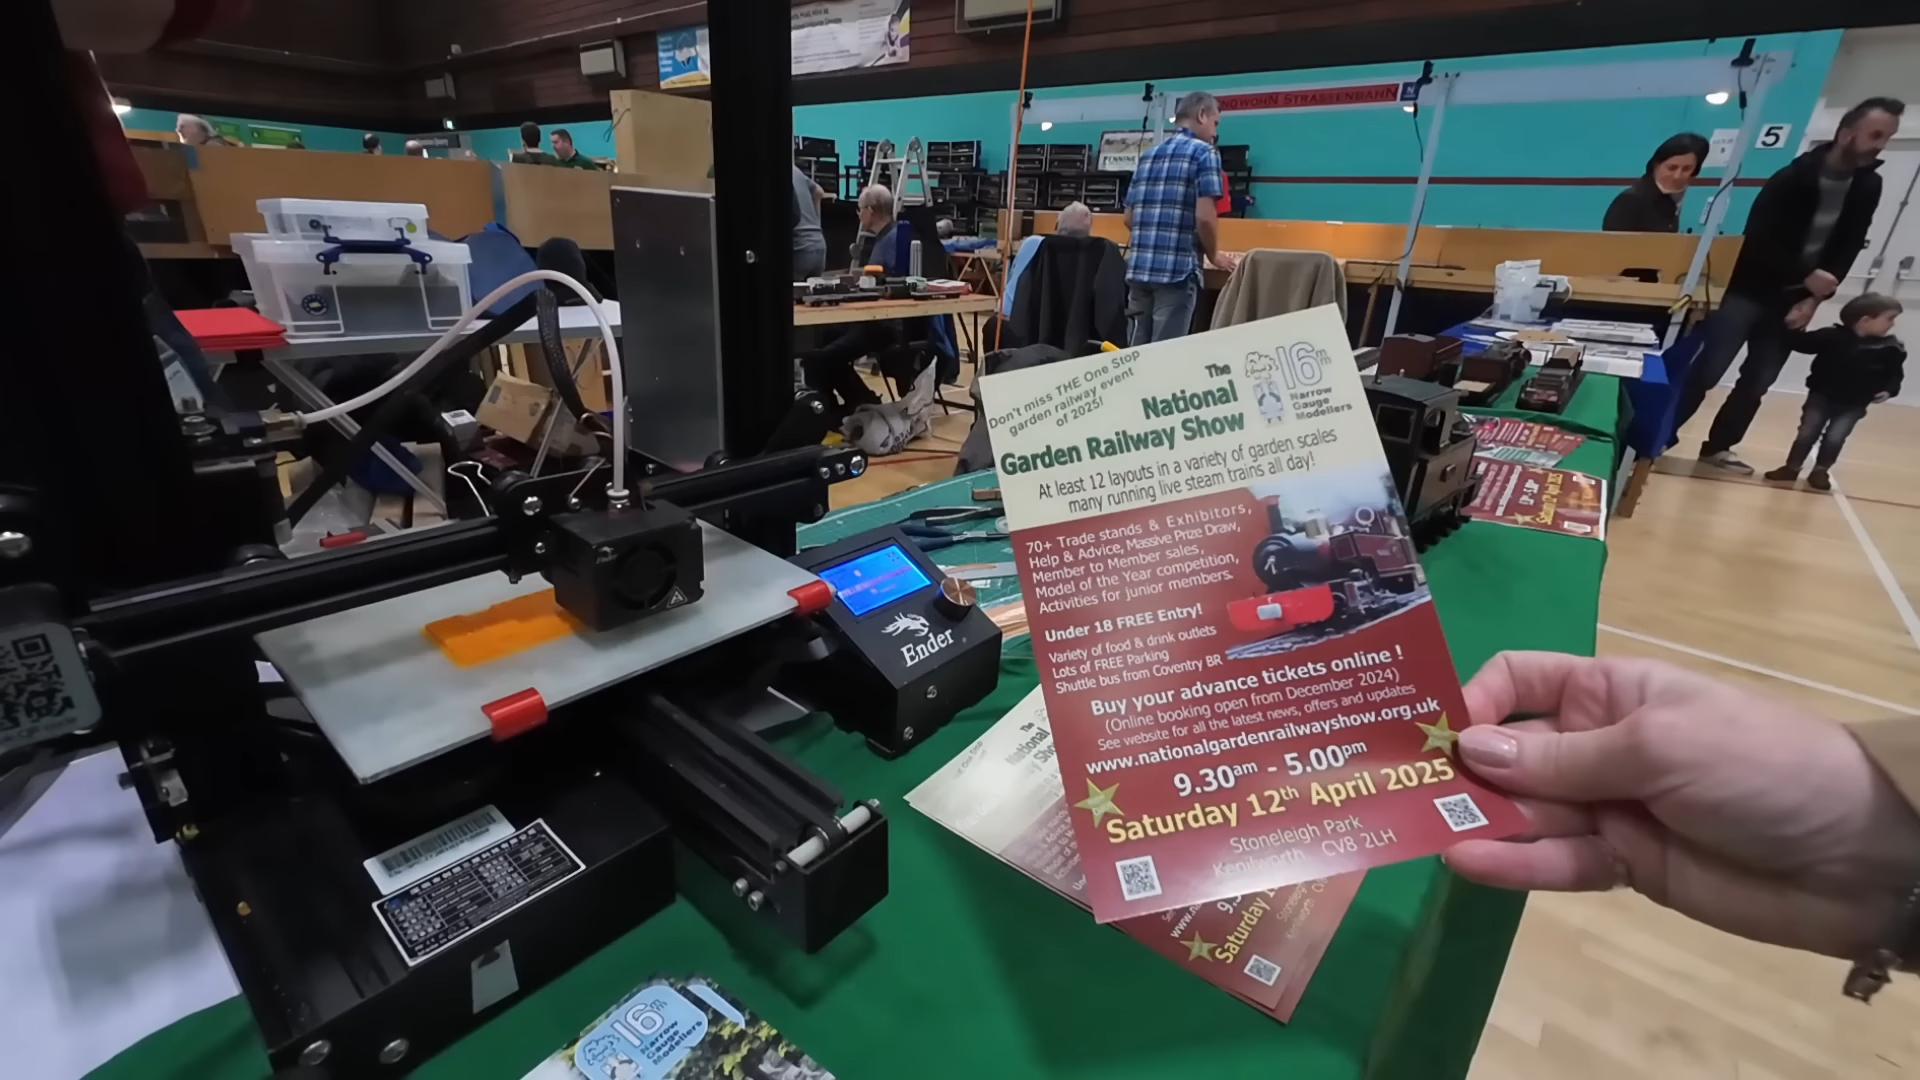 STRASSENBAHN
N
PENNINE
5
Don't miss THE One Stop
garden railway event
of 2025!
The
National
Garden Railway Show
16mm
Narrow
Gauge
Modellers
At least 12 layouts in a variety of garden scales
many running live steam trains all day!
70+ Trade stands & Exhibitors,
Help & Advice, Massive Prize Draw,
Member to Member sales,
Model of the Year competition,
Activities for junior members.
Under 18 FREE Entry!
Variety of food & drink outlets
Lots of FREE Parking
Shuttle bus from Coventry BR
Buy your advance tickets online !
(Online booking open from December 2024)
See website for all the latest news, offers and updates
www.nationalgardenrailwayshow.org.uk
9.30am - 5.00pm
Saturday 12th April 2025
Stoneleigh Park
Kenilworth CV8 2LH
Ender
The
National
Saturday
16mm
Narrow
Gauge
Modellers